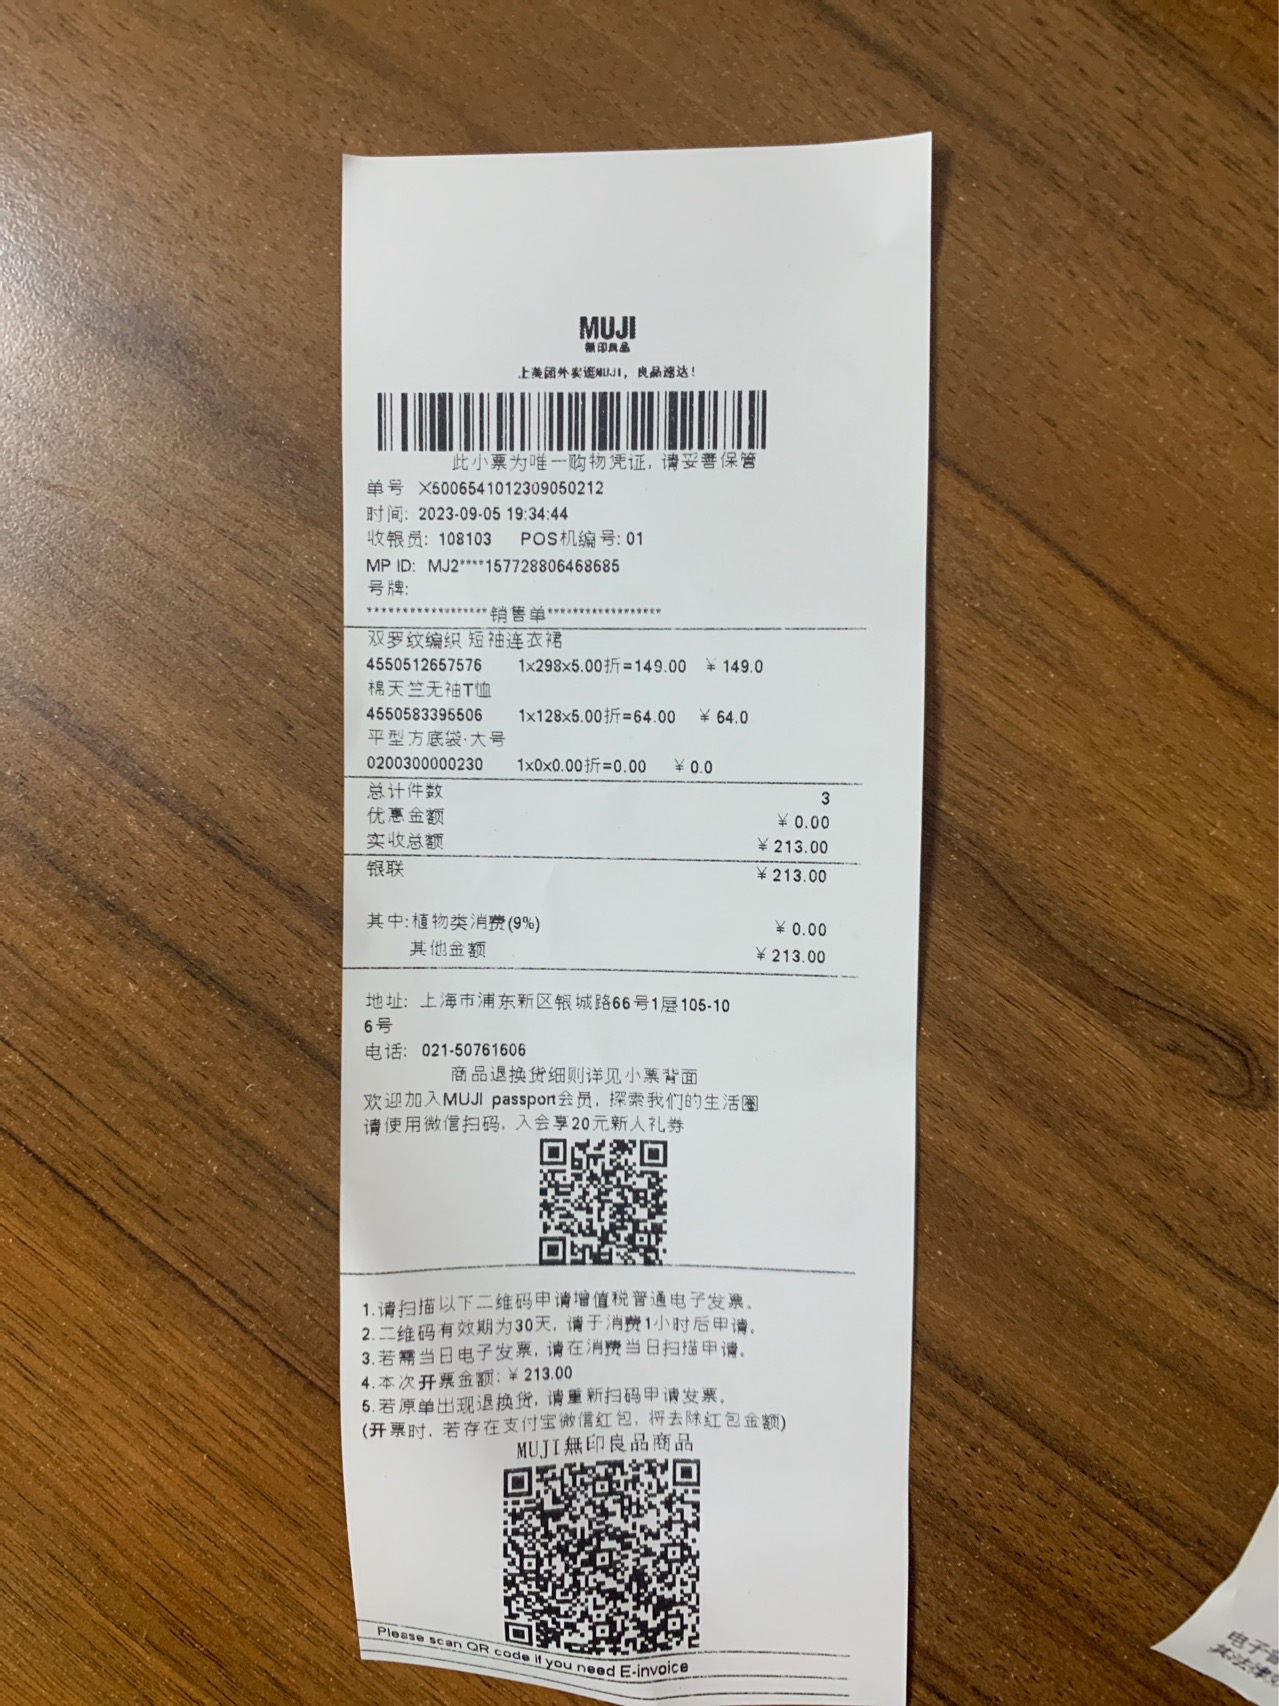 MUJI
無印良品
上美团外卖逛MUJI，良品速达！
此小票为唯一购物凭证, 请妥善保管
单号 X5006541012309050212
时间: 2023-09-05 19:34:44
收银员: 108103 POS机编号: 01
MP ID: MJ2****157728806468685
号牌:
******************销售单*****************
双罗纹编织 短袖连衣裙
4550512657576 1x298x5.00折=149.00 ¥ 149.0
棉天竺无袖T恤
4550583395506 1x128x5.00折=64.00 ¥ 64.0
平型方底袋·大号
0200300000230 1x0x0.00折=0.00 ¥ 0.0
总计件数 3
优惠金额 ¥ 0.00
实收总额 ¥ 213.00
银联 ¥ 213.00
其中:植物类消费(9%) ¥ 0.00
其他金额 ¥ 213.00
地址: 上海市浦东新区银城路66号1层105-10
6号
电话: 021-50761606
商品退换货细则详见小票背面
欢迎加入MUJI passport会员, 探索我们的生活圈
请使用微信扫码, 入会享20元新人礼券
1.请扫描以下二维码申请增值税普通电子发票。
2.二维码有效期为30天, 请于消费1小时后申请。
3.若需当日电子发票, 请在消费当日扫描申请。
4.本次开票金额: ¥ 213.00
5.若原单出现退换货, 请重新扫码申请发票。
(开票时, 若存在支付宝微信红包, 将去除红包金额)
MUJI無印良品商品
Please scan QR code if you need E-invoice
电子